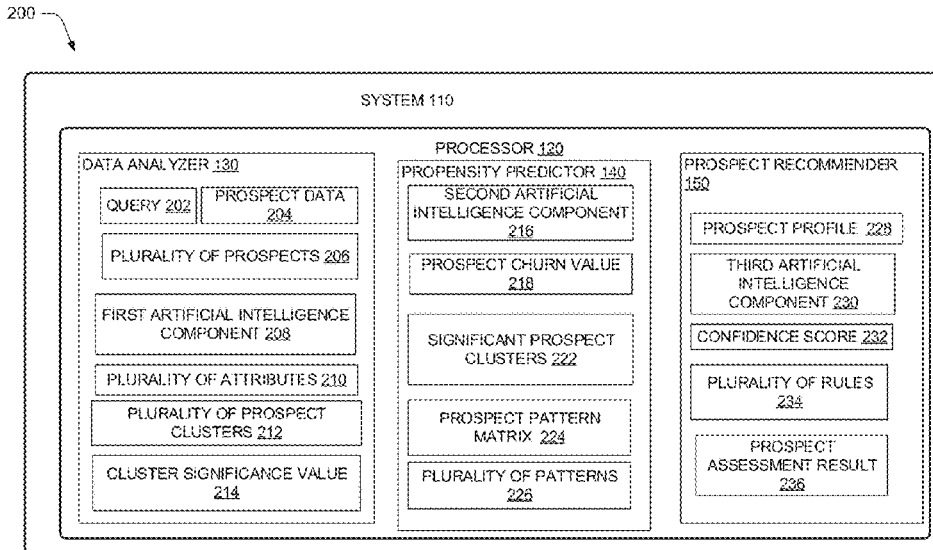 200
SYSTEM 110
PROCESSOR 120
DATA ANALYZER 130
QUERY 202
PROSPECT DATA
204
PLURALITY OF PROSPECTS 206
FIRST ARTIFICIAL INTELLIGENCE
COMPONENT 208
PLURALITY OF ATTRIBUTES 210
PLURALITY OF PROSPECT
CLUSTERS 212
CLUSTER SIGNIFICANCE VALUE
214
PROPENSITY PREDICTOR 140
SECOND ARTIFICIAL
INTELLIGENCE COMPONENT
216
PROSPECT CHURN VALUE
218
SIGNIFICANT PROSPECT
CLUSTERS 222
PROSPECT PATTERN
MATRIX 224
PLURALITY OF PATTERNS
226
PROSPECT RECOMMENDER
150
PROSPECT PROFILE 228
THIRD ARTIFICIAL
INTELLIGENCE
COMPONENT 230
CONFIDENCE SCORE 232
PLURALITY OF RULES
234
PROSPECT
ASSESSMENT RESULT
236